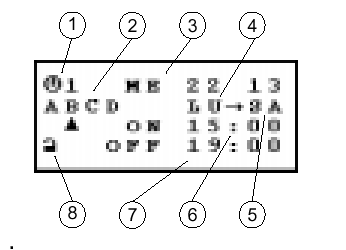 1 2 3 4
1 ME 22 13
ABCD LU→SA
▲ ON 15:00
OFF 19:00
8 7 6 5
.